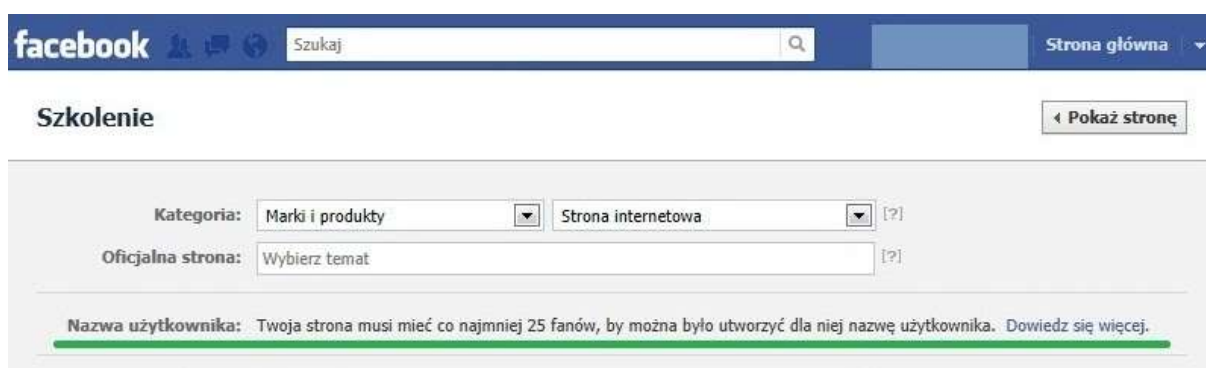 facebook Szukaj Strona główna
Szkolenie Pokaż stronę
Kategoria: Marki i produkty Strona internetowa [?]
Oficjalna strona: Wybierz temat [?]
Nazwa użytkownika: Twoja strona musi mieć co najmniej 25 fanów, by można było utworzyć dla niej nazwę użytkownika. Dowiedz się więcej.